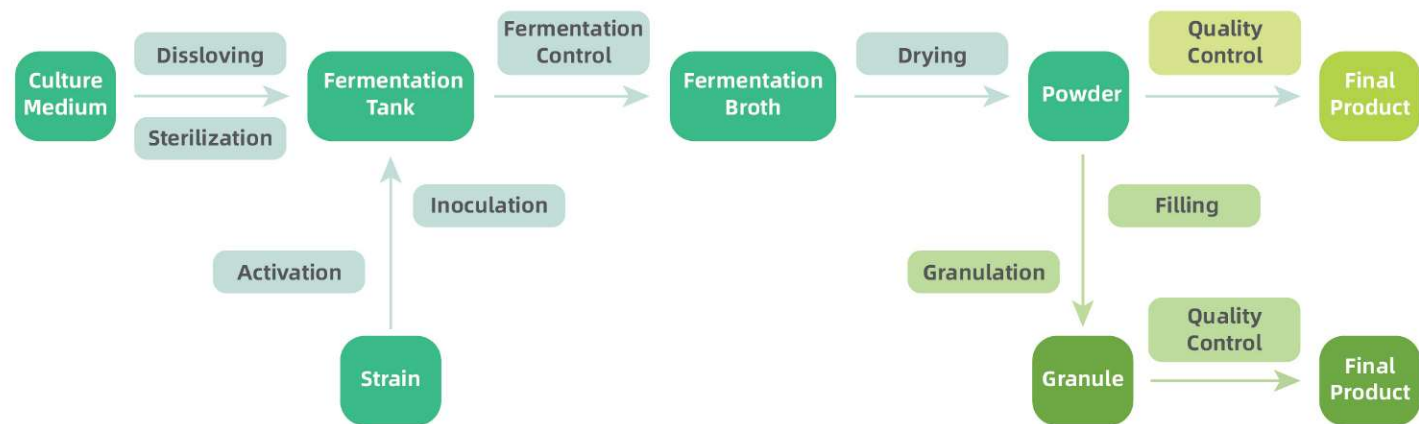 Culture
Medium
Dissloving
Sterilization
Fermentation
Tank
Fermentation
Control
Fermentation
Broth
Drying
Powder
Quality
Control
Final
Product
Inoculation
Activation
Strain
Filling
Granulation
Granule
Quality
Control
Final
Product